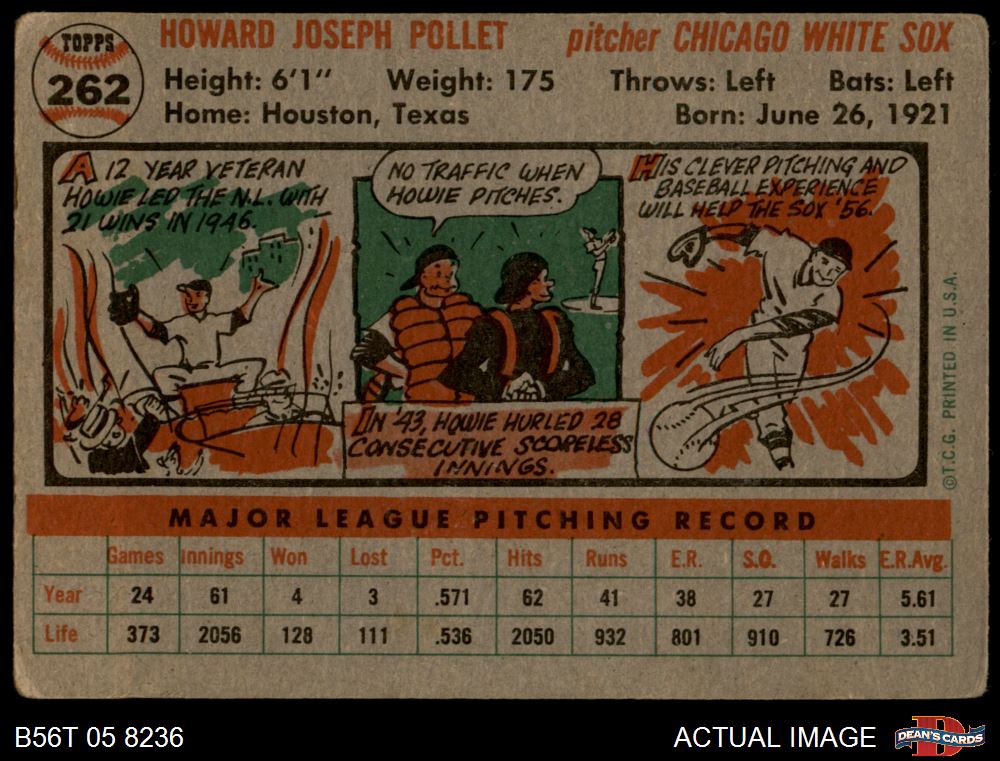 TOPPS
262
HOWARD JOSEPH POLLET pitcher CHICAGO WHITE SOX
Height: 6'1" Weight: 175 Throws: Left Bats: Left
Home: Houston, Texas Born: June 26, 1921
A 12 YEAR VETERAN
HOWIE LED THE N.L. WITH
21 WINS IN 1946.
NO TRAFFIC WHEN
HOWIE PITCHES.
IN '43, HOWIE HURLED 28
CONSECUTIVE SCORELESS
INNINGS.
HIS CLEVER PITCHING AND
BASEBALL EXPERIENCE
WILL HELP THE SOX '56.
©T.C.G. PRINTED IN U.S.A.
MAJOR LEAGUE PITCHING RECORD
Games Innings Won Lost Pct. Hits Runs E.R. S.O. Walks E.R.Avg.
Year 24 61 4 3 .571 62 41 38 27 27 5.61
Life 373 2056 128 111 .536 2050 932 801 910 726 3.51
B56T 05 8236 ACTUAL IMAGE
D
DEAN'S CARDS